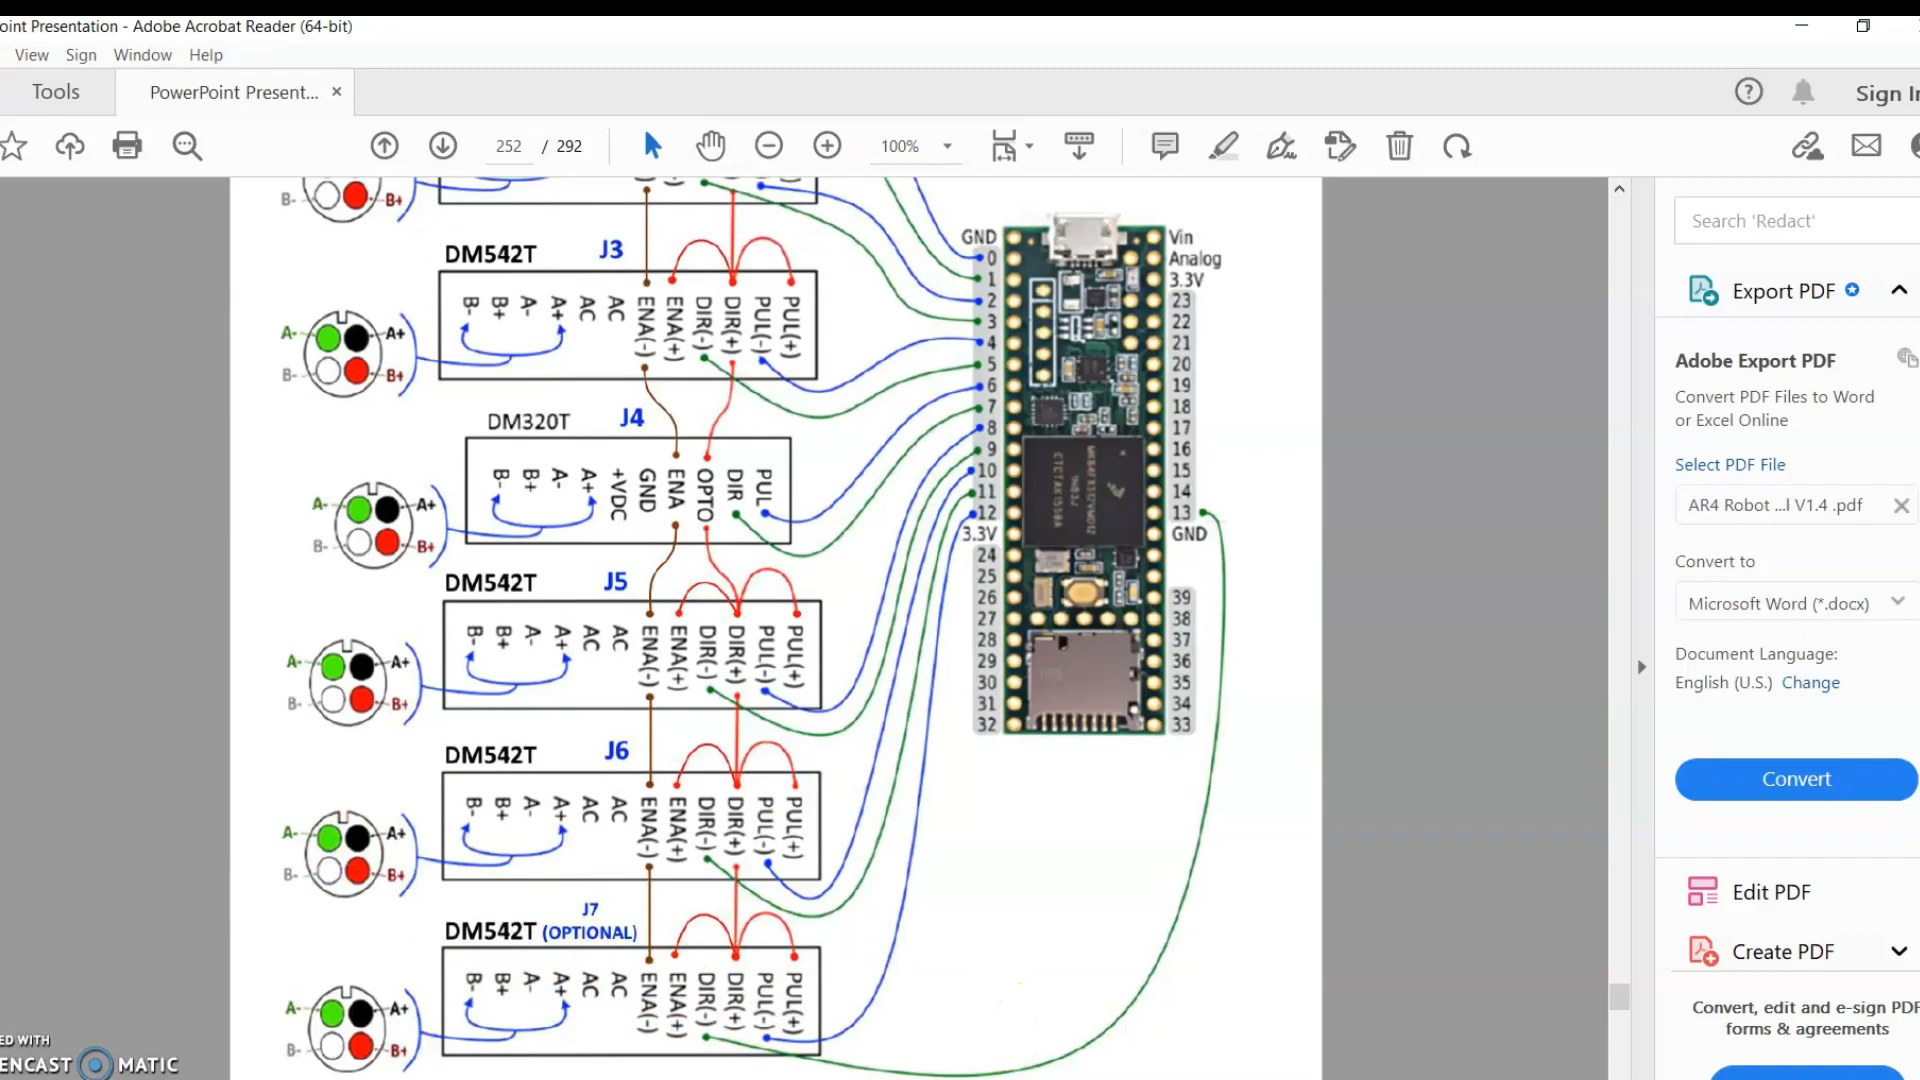 oint Presentation - Adobe Acrobat Reader (64-bit)
View Sign Window Help
Tools
PowerPoint Present... ×
Sign In
252 / 292
100%
B- B+
DM542T J3
B- B+ A- A+ AC AC ENA(-) ENA(+) DIR(-) DIR(+) PUL(-) PUL(+)
A- A+
B- B+
DM320T J4
B- B+ A- A+ +VDC GND ENA OPTO DIR PUL
A- A+
B- B+
DM542T J5
B- B+ A- A+ AC AC ENA(-) ENA(+) DIR(-) DIR(+) PUL(-) PUL(+)
A- A+
B- B+
DM542T J6
B- B+ A- A+ AC AC ENA(-) ENA(+) DIR(-) DIR(+) PUL(-) PUL(+)
A- A+
B- B+
J7
DM542T (OPTIONAL)
B- B+ A- A+ AC AC ENA(-) ENA(+) DIR(-) DIR(+) PUL(-) PUL(+)
A- A+
B- B+
GND Vin
0 Analog
1 3.3V
2 23
3 22
4 21
5 20
6 19
7 18
8 17
9 16
10 15
11 14
12 13
3.3V GND
24
25
26 39
27 38
28 37
29 36
30 35
31 34
32 33
Search 'Redact'
Export PDF
Adobe Export PDF
Convert PDF Files to Word
or Excel Online
Select PDF File
AR4 Robot ...l V1.4 .pdf
Convert to
Microsoft Word (*.docx)
Document Language:
English (U.S.) Change
Convert
Edit PDF
Create PDF
Convert, edit and e-sign PDF
forms & agreements
ED WITH
ENCAST MATIC